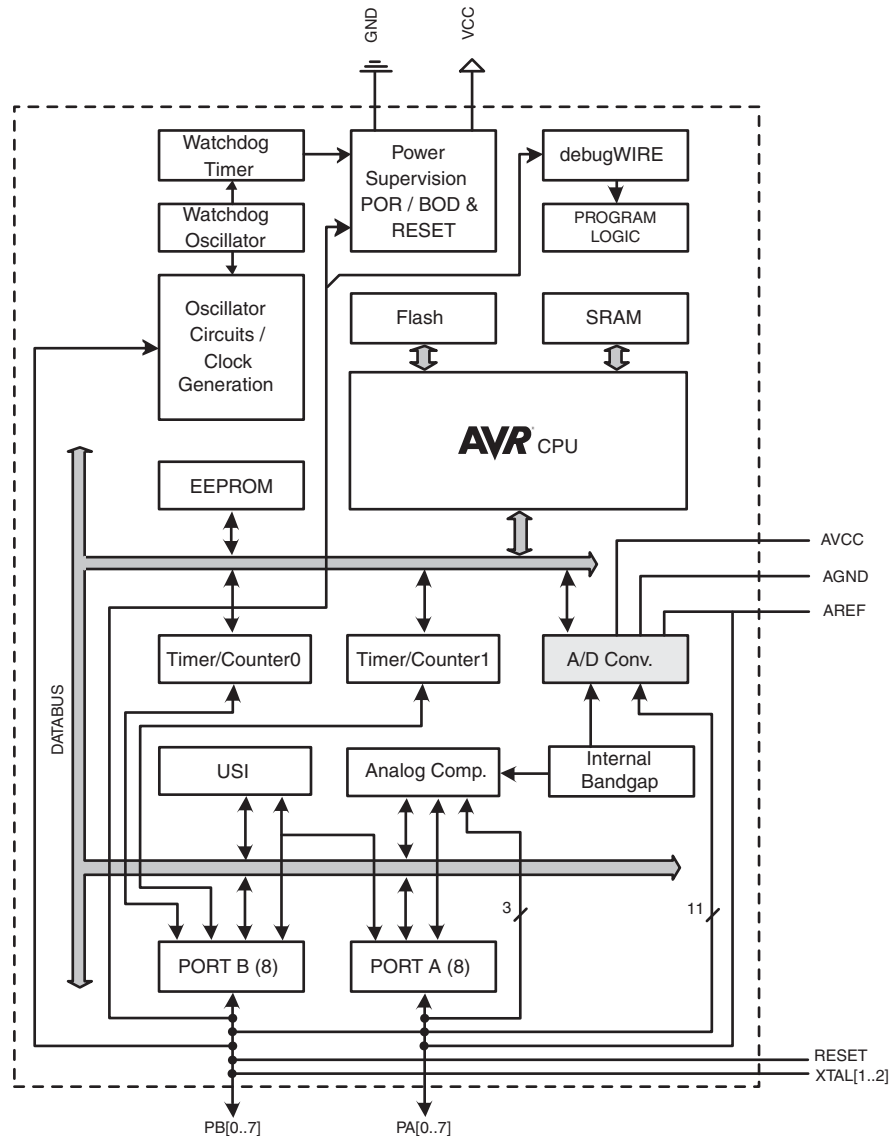 GND
VCC
Watchdog
Timer
Power
Supervision
POR / BOD &
RESET
debugWIRE
Watchdog
Oscillator
PROGRAM
LOGIC
Oscillator
Circuits /
Clock
Generation
Flash
SRAM
AVR® CPU
EEPROM
AVCC
AGND
AREF
Timer/Counter0
Timer/Counter1
A/D Conv.
DATABUS
USI
Analog Comp.
Internal
Bandgap
3
11
PORT B (8)
PORT A (8)
RESET
XTAL[1..2]
PB[0..7]
PA[0..7]